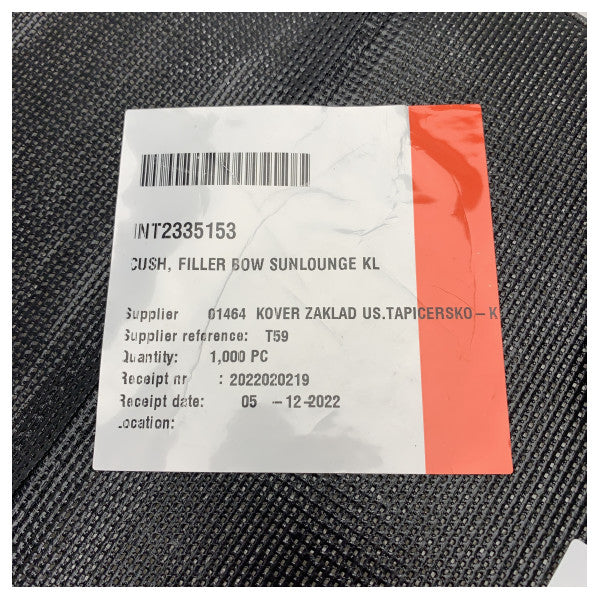 INT2335153
CUSH, FILLER BOW SUNLOUNGE KL
Supplier 01464 KOVER ZAKLAD US.TAPICERSKO-K
Supplier reference: T59
Quantity: 1,000 PC
Receipt nr : 2022020219
Receipt date: 05 -12-2022
Location: